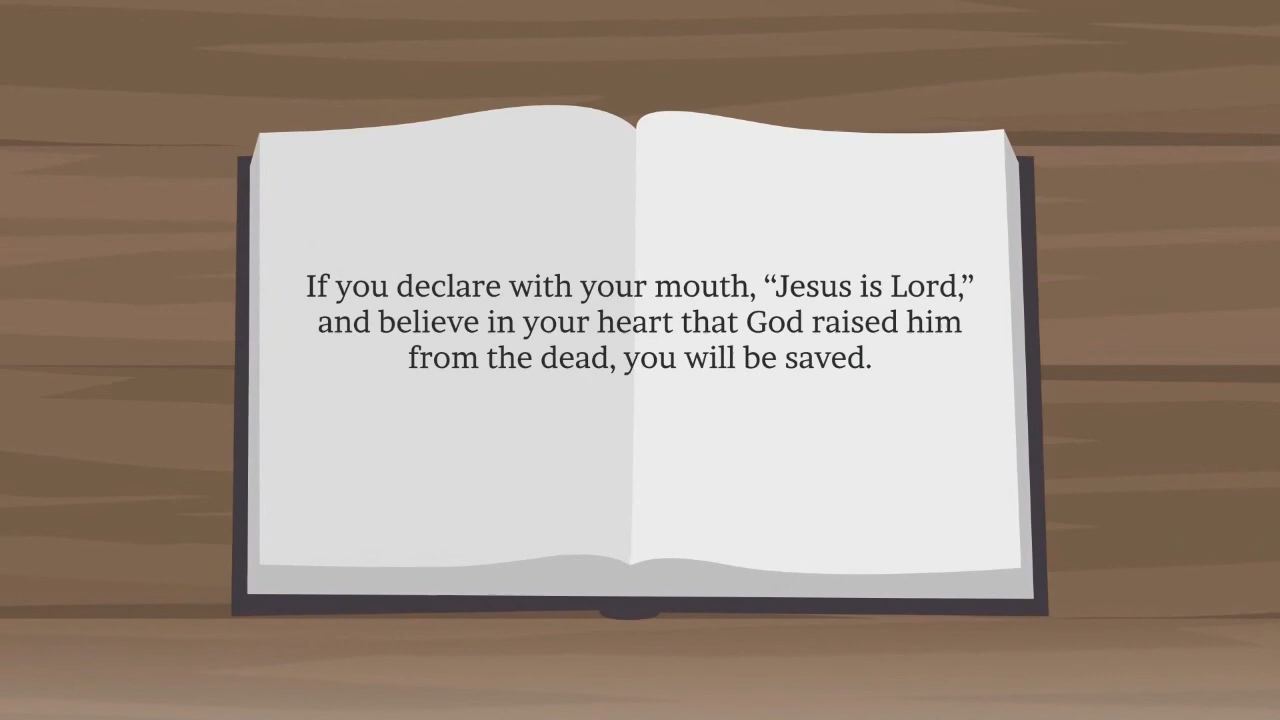 If you declare with your mouth, “Jesus is Lord,”
and believe in your heart that God raised him
from the dead, you will be saved.